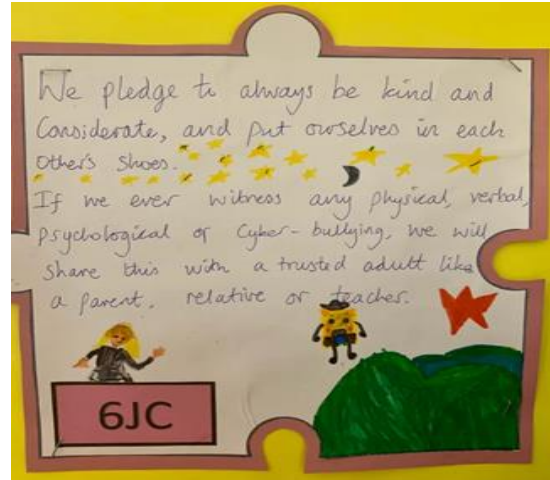 We pledge to always be kind and
Considerate, and put ourselves in each
Other's Shoes.
If we ever witness any physical, verbal,
psychological or Cyber-bullying, we will
share this with a trusted adult like
a parent, relative or teacher.
6JC